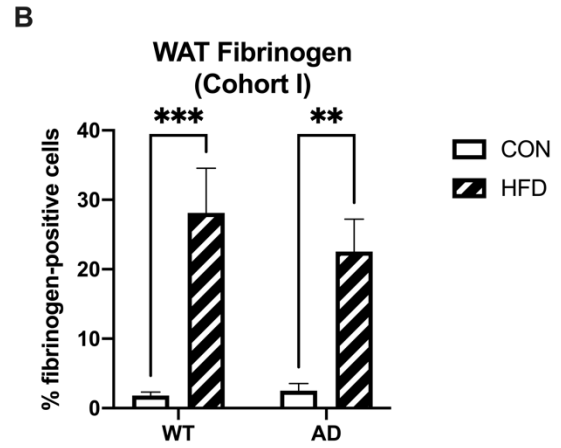 B
WAT Fibrinogen
(Cohort I)
*** **
% fibrinogen-positive cells
40
30
20
10
0
WT AD
CON
HFD